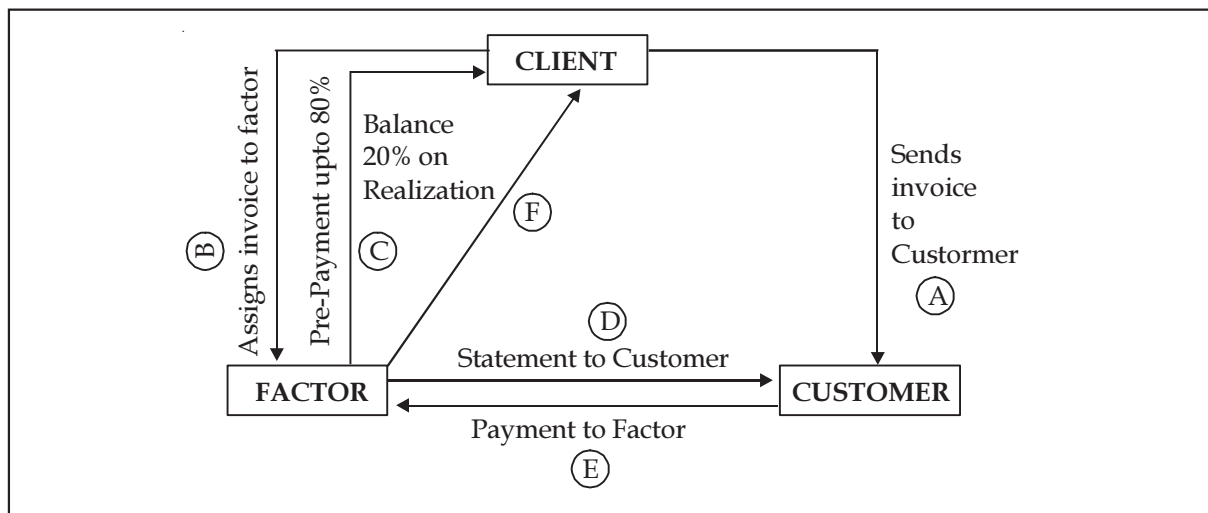 CLIENT
Assigns invoice to factor
B
Pre-Payment upto 80%
C
Balance
20% on
Realization
F
Sends
invoice
to
Custormer
A
D
Statement to Customer
FACTOR
CUSTOMER
Payment to Factor
E